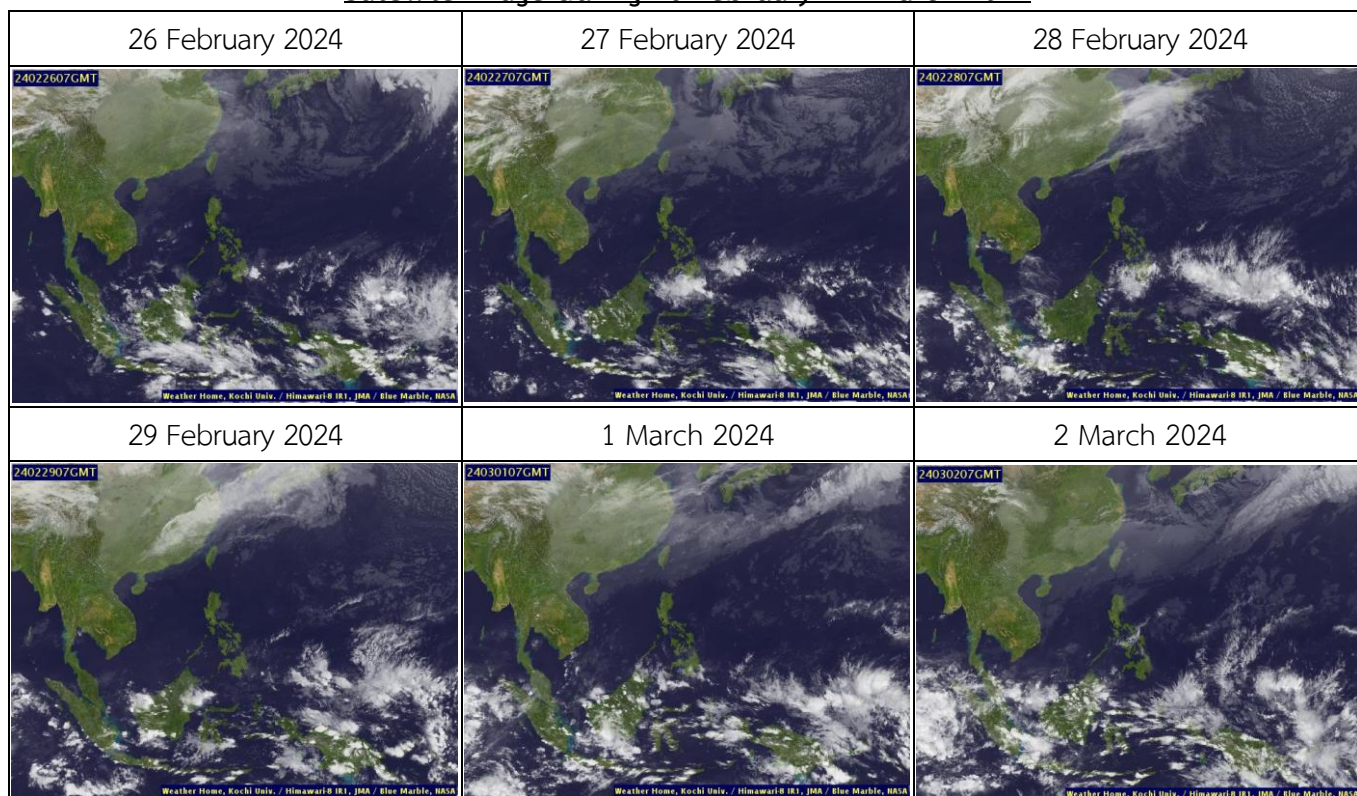 26 February 2024
27 February 2024
28 February 2024
24022607GMT
24022707GMT
24022807GMT
Weather Home, Kochi Univ. / Himawari-8 IR1, JMA / Blue Marble, NASA
Weather Home, Kochi Univ. / Himawari-8 IR1, JMA / Blue Marble, NASA
Weather Home, Kochi Univ. / Himawari-8 IR1, JMA / Blue Marble, NASA
29 February 2024
1 March 2024
2 March 2024
24022907GMT
24030107GMT
24030207GMT
Weather Home, Kochi Univ. / Himawari-8 IR1, JMA / Blue Marble, NASA
Weather Home, Kochi Univ. / Himawari-8 IR1, JMA / Blue Marble, NASA
Weather Home, Kochi Univ. / Himawari-8 IR1, JMA / Blue Marble, NASA